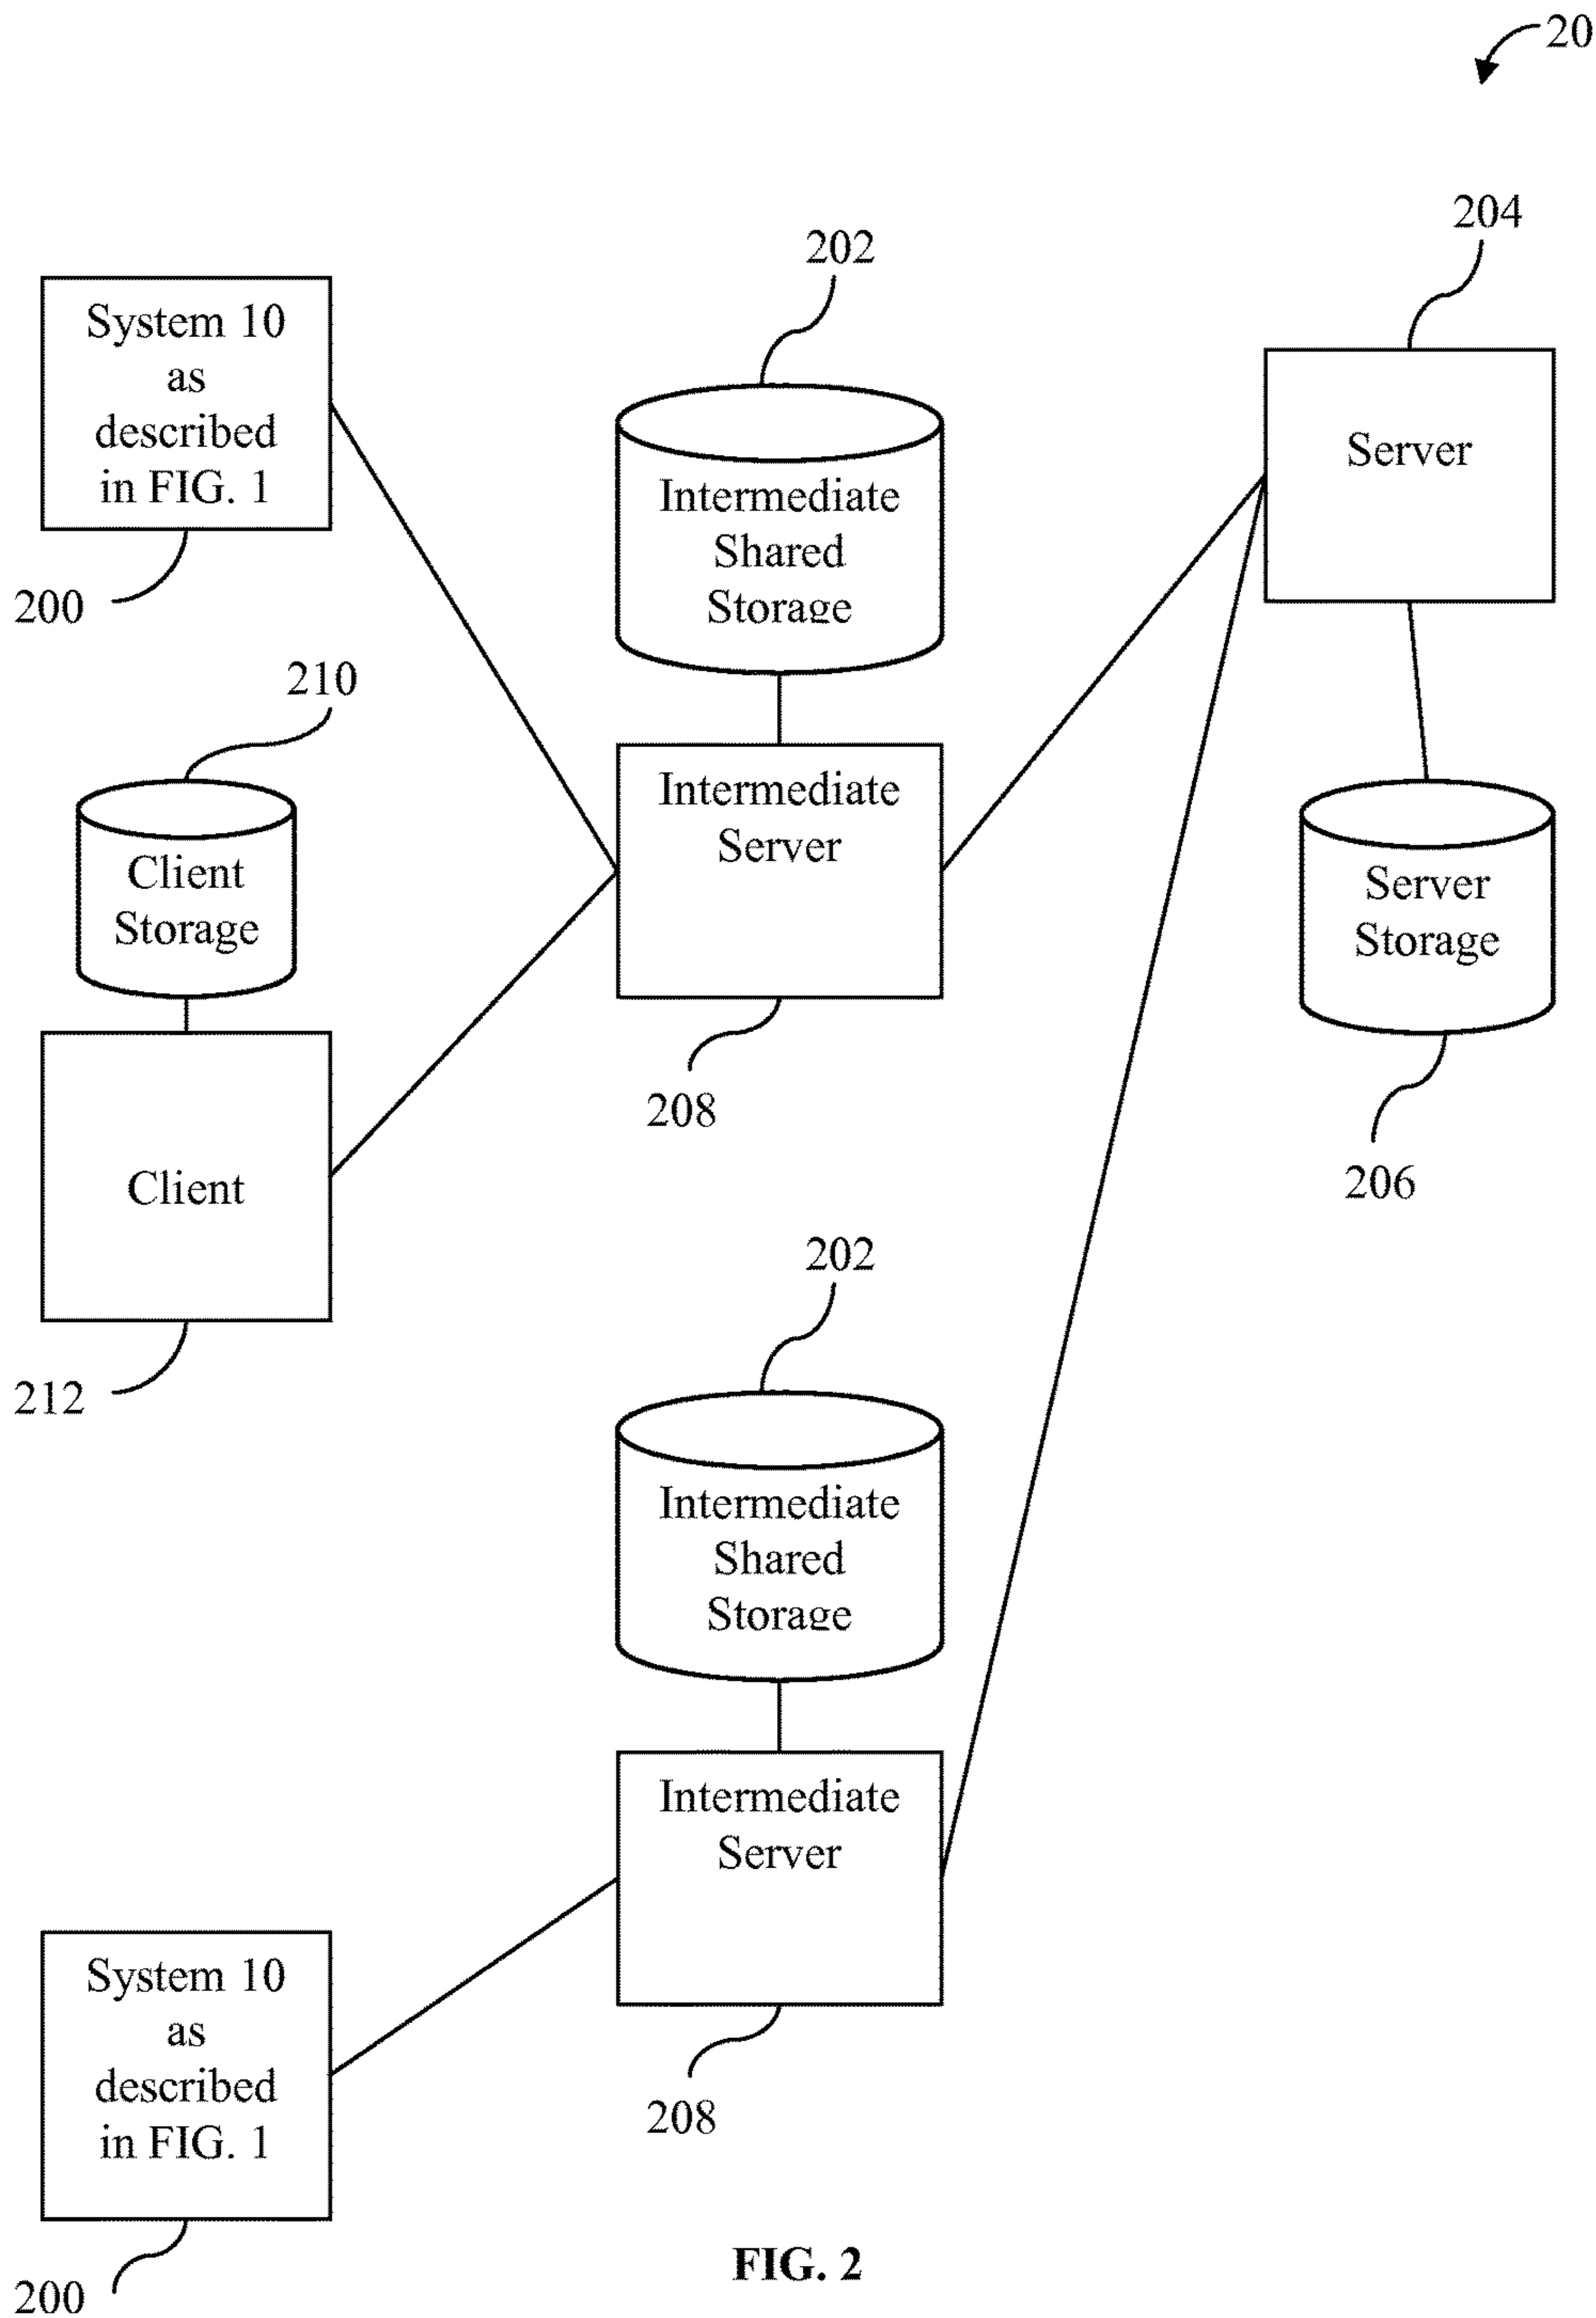 20
204
202
System 10
as
described
in FIG. 1
Server
Intermediate
Shared
Storage
200
210
Intermediate
Server
Client
Storage
Server
Storage
208
Client
206
202
212
Intermediate
Shared
Storage
Intermediate
Server
System 10
as
described
in FIG. 1
208
FIG. 2
200